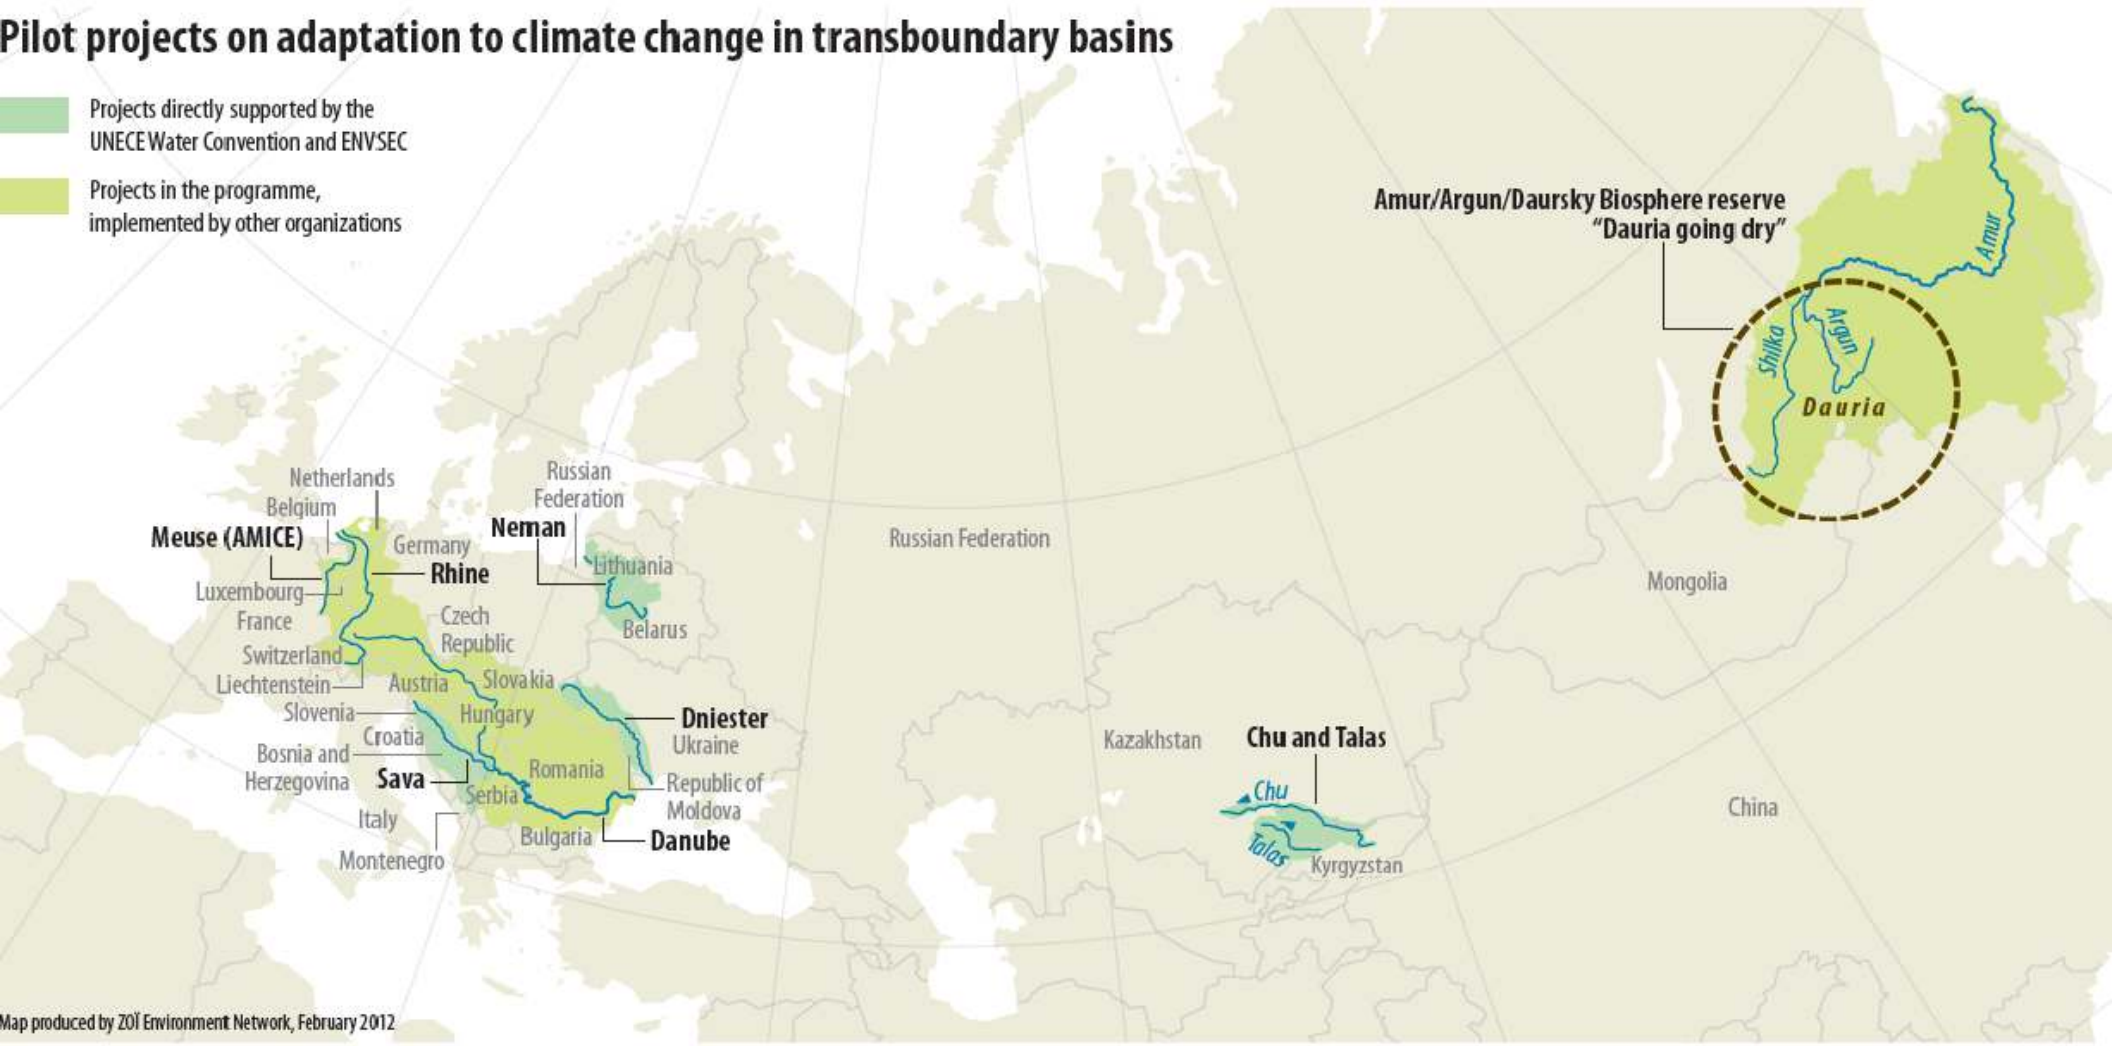 Pilot projects on adaptation to climate change in transboundary basins
Projects directly supported by the
UNECE Water Convention and ENVSEC
Projects in the programme,
implemented by other organizations
Amur/Argun/Daursky Biosphere reserve
“Dauria going dry”
Amur
Argun
Shilka
Dauria
Netherlands
Belgium
Meuse (AMICE)
Germany
Rhine
Luxembourg
France
Czech
Republic
Switzerland
Liechtenstein
Austria
Slovakia
Slovenia
Hungary
Croatia
Bosnia and
Herzegovina
Sava
Serbia
Romania
Italy
Montenegro
Bulgaria
Danube
Russian
Federation
Neman
Lithuania
Belarus
Dniester
Ukraine
Republic of
Moldova
Russian Federation
Mongolia
Kazakhstan
Chu and Talas
Chu
Talas
Kyrgyzstan
China
Map produced by ZOÏ Environment Network, February 2012